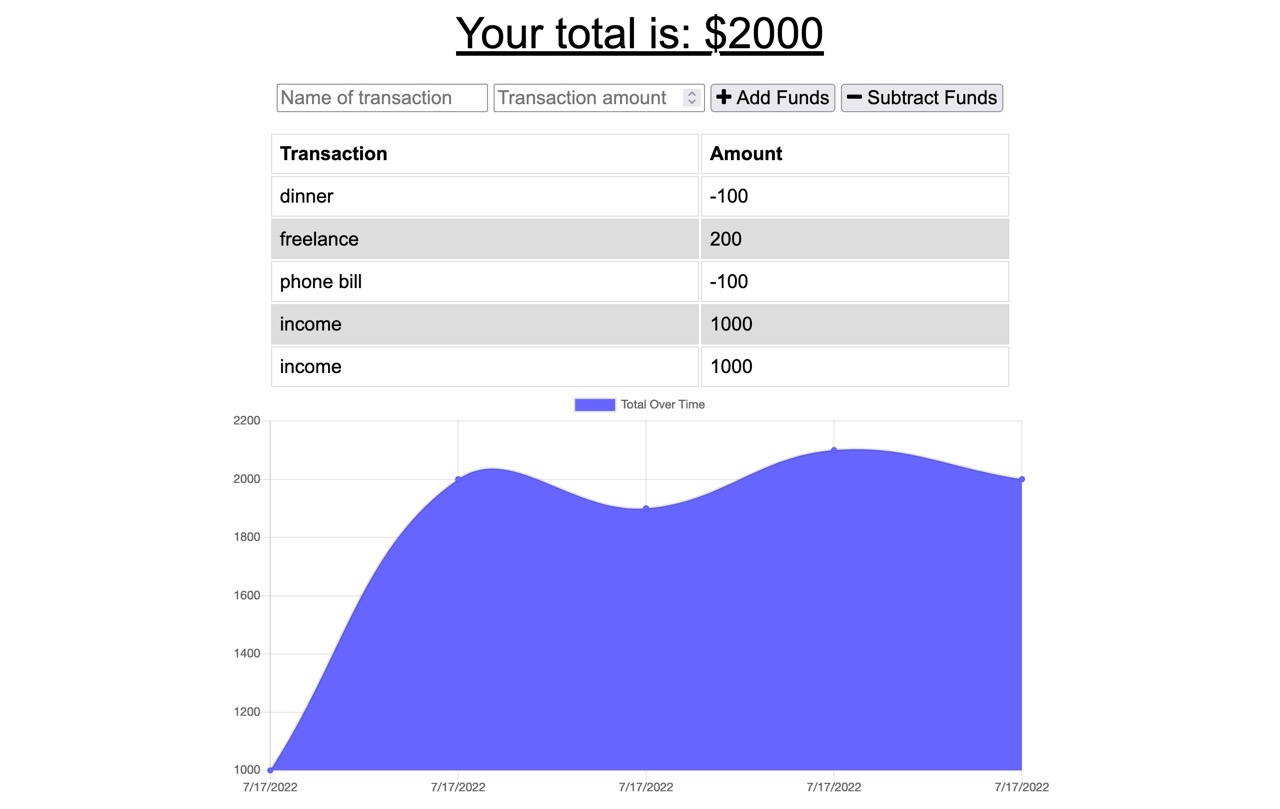 Your total is: $2000
Name of transaction Transaction amount + Add Funds − Subtract Funds
Transaction Amount
dinner -100
freelance 200
phone bill -100
income 1000
income 1000
Total Over Time
2200
2000
1800
1600
1400
1200
1000
7/17/2022 7/17/2022 7/17/2022 7/17/2022 7/17/2022